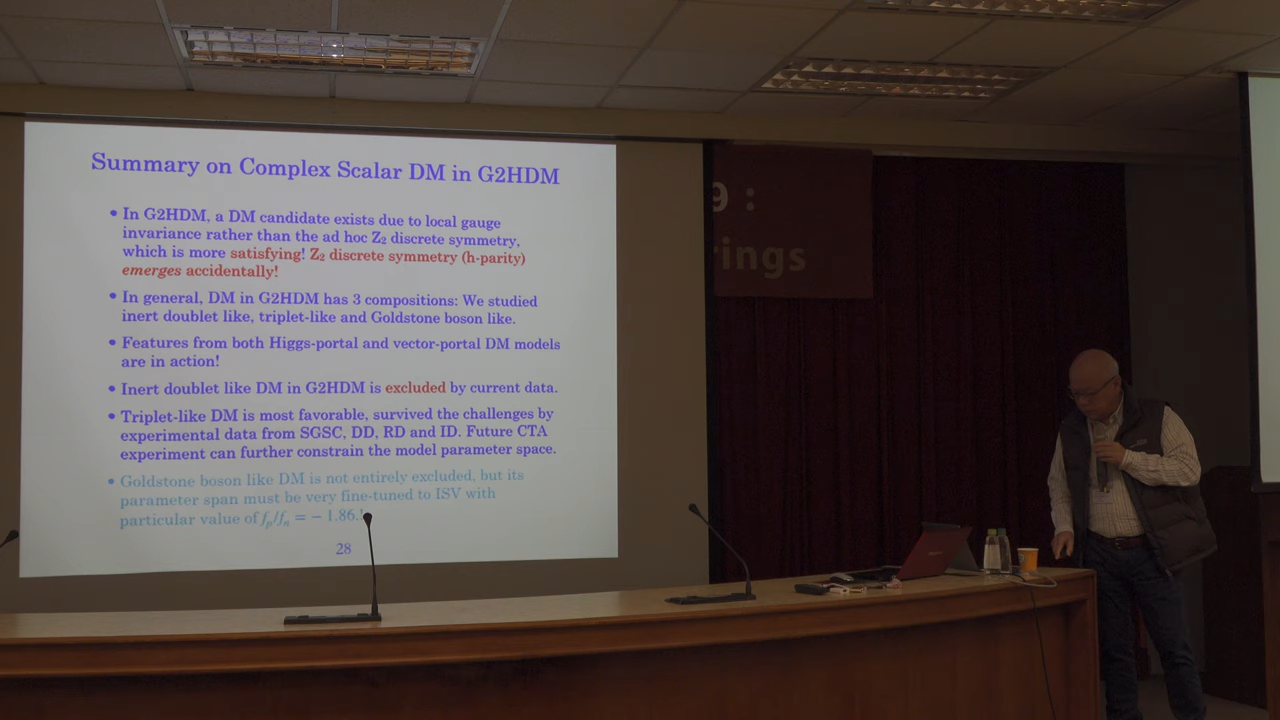 Summary on Complex Scalar DM in G2HDM
• In G2HDM, a DM candidate exists due to local gauge
invariance rather than the ad hoc Z₂ discrete symmetry,
which is more satisfying! Z₂ discrete symmetry (h-parity)
emerges accidentally!
• In general, DM in G2HDM has 3 compositions: We studied
inert doublet like, triplet-like and Goldstone boson like.
• Features from both Higgs-portal and vector-portal DM models
are in action!
• Inert doublet like DM in G2HDM is excluded by current data.
• Triplet-like DM is most favorable, survived the challenges by
experimental data from SGSC, DD, RD and ID. Future CTA
experiment can further constrain the model parameter space.
• Goldstone boson like DM is not entirely excluded, but its
parameter span must be very fine-tuned to ISV with
particular value of fₚ/fₙ = − 1.86.!
28
9 :
rings